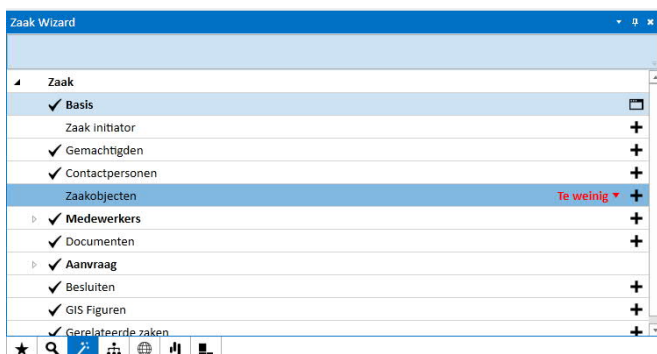 Zaak Wizard
Zaak
Basis
Zaak initiator
Gemachtigden
Contactpersonen
Zaakobjecten Te weinig
Medewerkers
Documenten
Aanvraag
Besluiten
GIS Figuren
Gerelateerde zaken